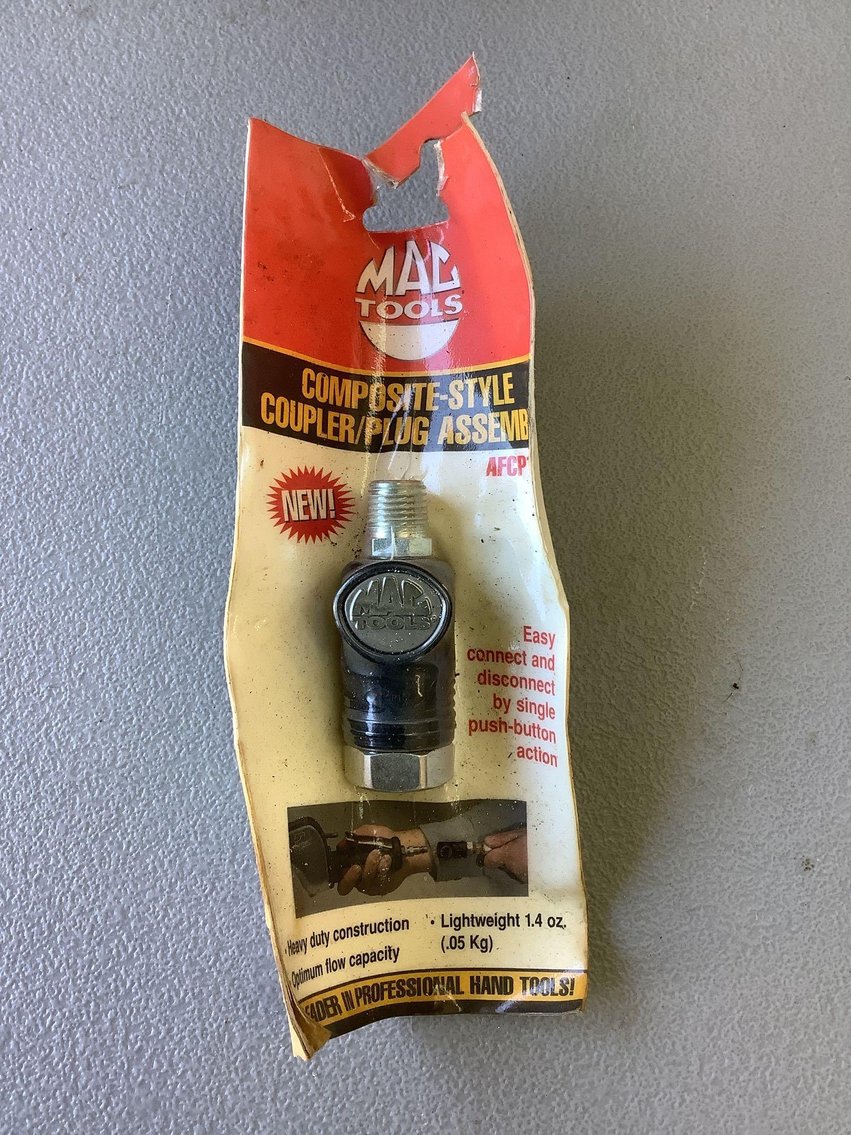 MAC
TOOLS
COMPOSITE-STYLE
COUPLER/PLUG ASSEMB
AFCP
NEW!
MAC
TOOLS
Easy
connect and
disconnect
by single
push-button
action
• Heavy duty construction
• Optimum flow capacity
• Lightweight 1.4 oz.
(.05 Kg)
EADER IN PROFESSIONAL HAND TOOLS!